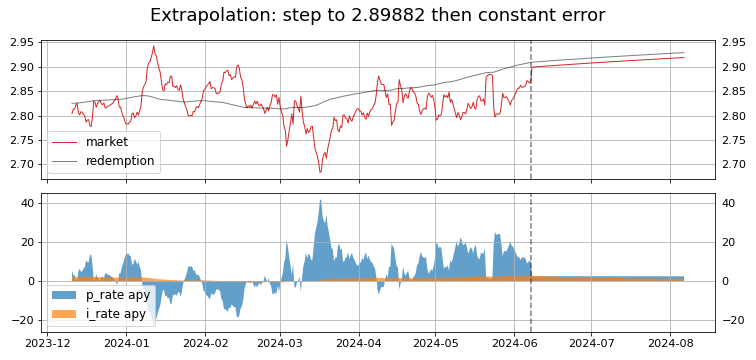 Extrapolation: step to 2.89882 then constant error
2.95 2.95
2.90 2.90
2.85 2.85
2.80 2.80
2.75 2.75
2.70 2.70
market
redemption
40 40
20 20
0 0
−20 −20
p_rate apy
i_rate apy
2023-12 2024-01 2024-02 2024-03 2024-04 2024-05 2024-06 2024-07 2024-08